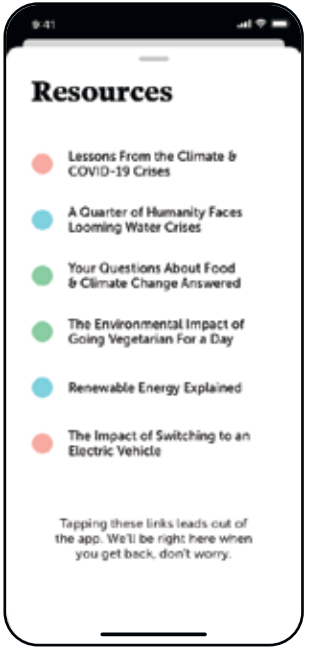 9:41
Resources
Lessons From the Climate &
COVID-19 Crises
A Quarter of Humanity Faces
Looming Water Crises
Your Questions About Food
& Climate Change Answered
The Environmental Impact of
Going Vegetarian For a Day
Renewable Energy Explained
The Impact of Switching to an
Electric Vehicle
Tapping these links leads out of
the app. We'll be right here when
you get back, don't worry.